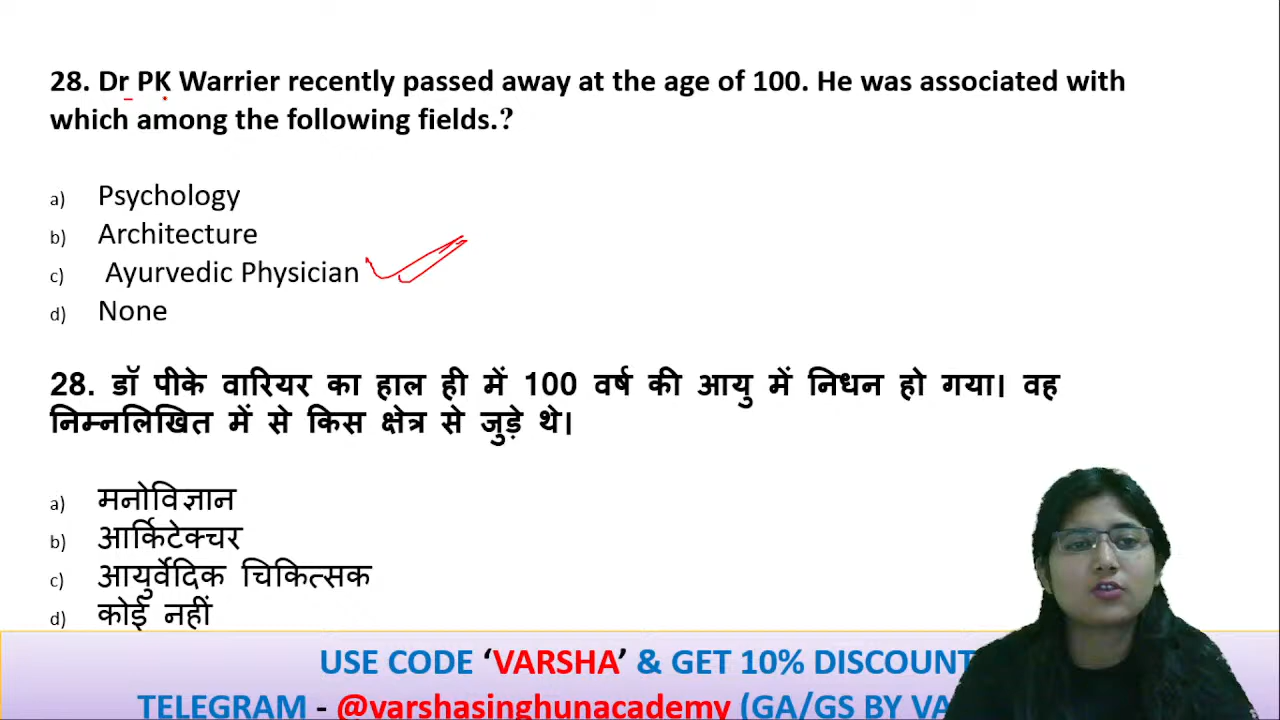 28. Dr PK Warrier recently passed away at the age of 100. He was associated with
which among the following fields.?
a) Psychology
b) Architecture
c) Ayurvedic Physician
d) None
28. डॉ पीके वारियर का हाल ही में 100 वर्ष की आयु में निधन हो गया। वह
निम्नलिखित में से किस क्षेत्र से जुड़े थे।
a) मनोविज्ञान
b) आर्किटेक्चर
c) आयुर्वेदिक चिकित्सक
d) कोई नहीं
USE CODE ‘VARSHA’ & GET 10% DISCOUNT
TELEGRAM - @varshasinghunacademy (GA/GS BY VA